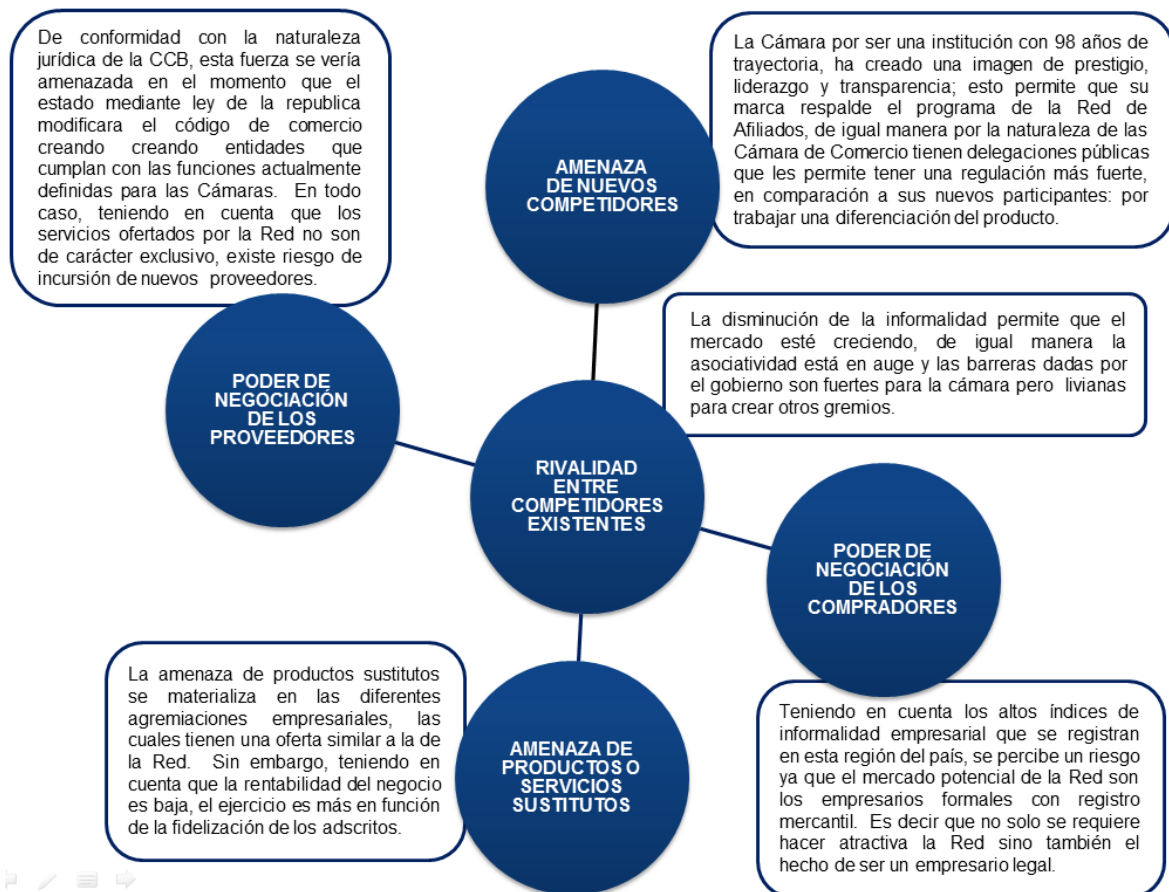 De conformidad con la naturaleza
jurídica de la CCB, esta fuerza se vería
amenazada en el momento que el
estado mediante ley de la republica
modificara el código de comercio
creando creando entidades que
cumplan con las funciones actualmente
definidas para las Cámaras. En todo
caso, teniendo en cuenta que los
servicios ofertados por la Red no son
de carácter exclusivo, existe riesgo de
incursión de nuevos proveedores.
AMENAZA
DE NUEVOS
COMPETIDORES
La Cámara por ser una institución con 98 años de
trayectoria, ha creado una imagen de prestigio,
liderazgo y transparencia; esto permite que su
marca respalde el programa de la Red de
Afiliados, de igual manera por la naturaleza de las
Cámara de Comercio tienen delegaciones públicas
que les permite tener una regulación más fuerte,
en comparación a sus nuevos participantes: por
trabajar una diferenciación del producto.
PODER DE
NEGOCIACIÓN
DE LOS
PROVEEDORES
La disminución de la informalidad permite que el
mercado esté creciendo, de igual manera la
asociatividad está en auge y las barreras dadas por
el gobierno son fuertes para la cámara pero livianas
para crear otros gremios.
RIVALIDAD
ENTRE
COMPETIDORES
EXISTENTES
PODER DE
NEGOCIACIÓN
DE LOS
COMPRADORES
La amenaza de productos sustitutos
se materializa en las diferentes
agremiaciones empresariales, las
cuales tienen una oferta similar a la de
la Red. Sin embargo, teniendo en
cuenta que la rentabilidad del negocio
es baja, el ejercicio es más en función
de la fidelización de los adscritos.
AMENAZA DE
PRODUCTOS O
SERVICIOS
SUSTITUTOS
Teniendo en cuenta los altos índices de
informalidad empresarial que se registran
en esta región del país, se percibe un riesgo
ya que el mercado potencial de la Red son
los empresarios formales con registro
mercantil. Es decir que no solo se requiere
hacer atractiva la Red sino también el
hecho de ser un empresario legal.